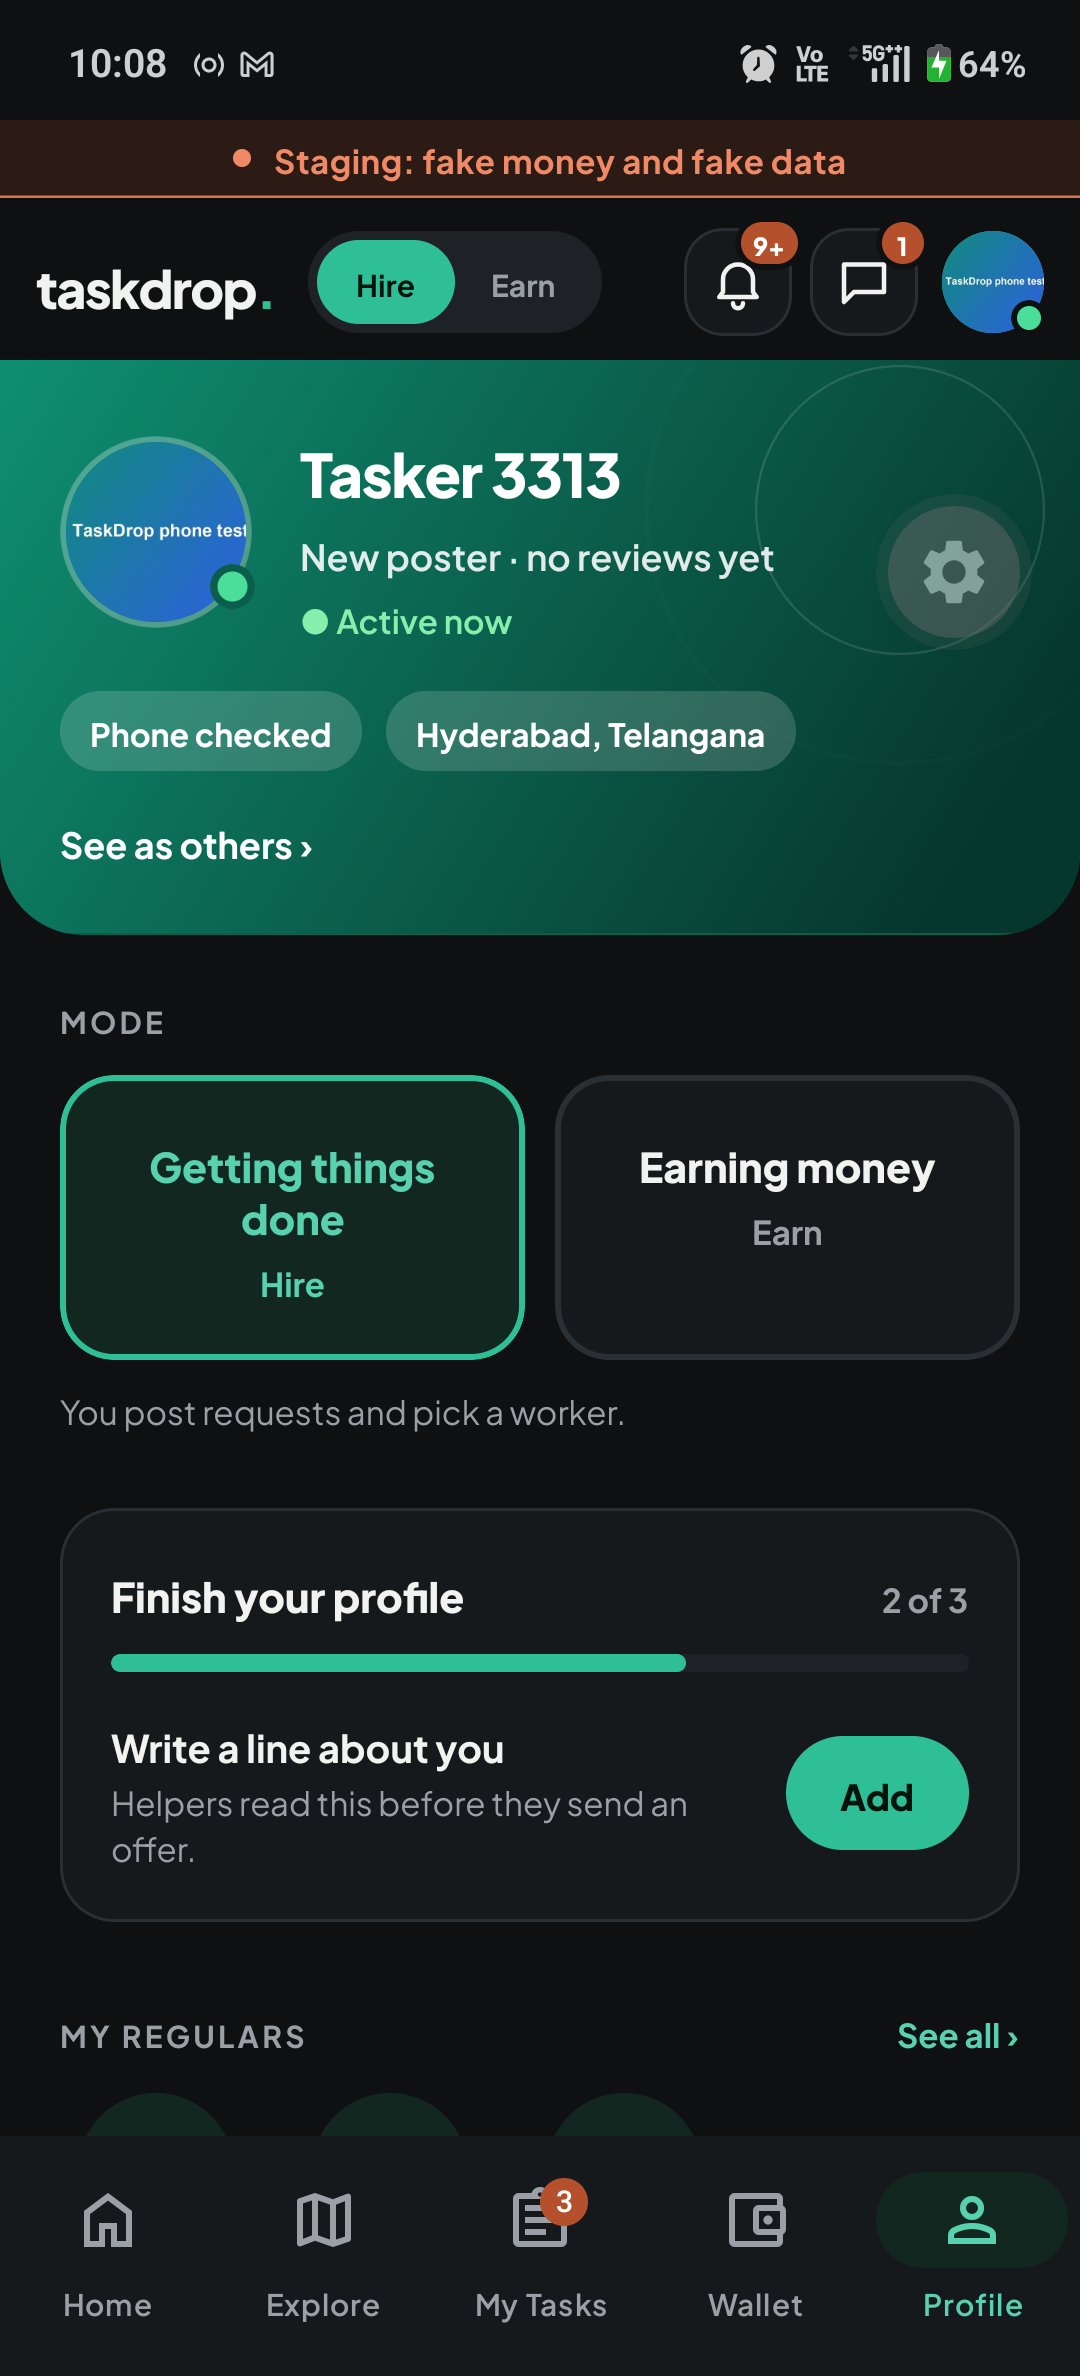 10:08
Vo
LTE
5G++
64%
Staging: fake money and fake data
taskdrop.
Hire
Earn
9+
1
TaskDrop phone test
Tasker 3313
New poster · no reviews yet
Active now
TaskDrop phone test
Phone checked
Hyderabad, Telangana
See as others ›
MODE
Getting things
done
Hire
Earning money
Earn
You post requests and pick a worker.
Finish your profile
2 of 3
Write a line about you
Helpers read this before they send an
offer.
Add
MY REGULARS
See all ›
3
Home
Explore
My Tasks
Wallet
Profile